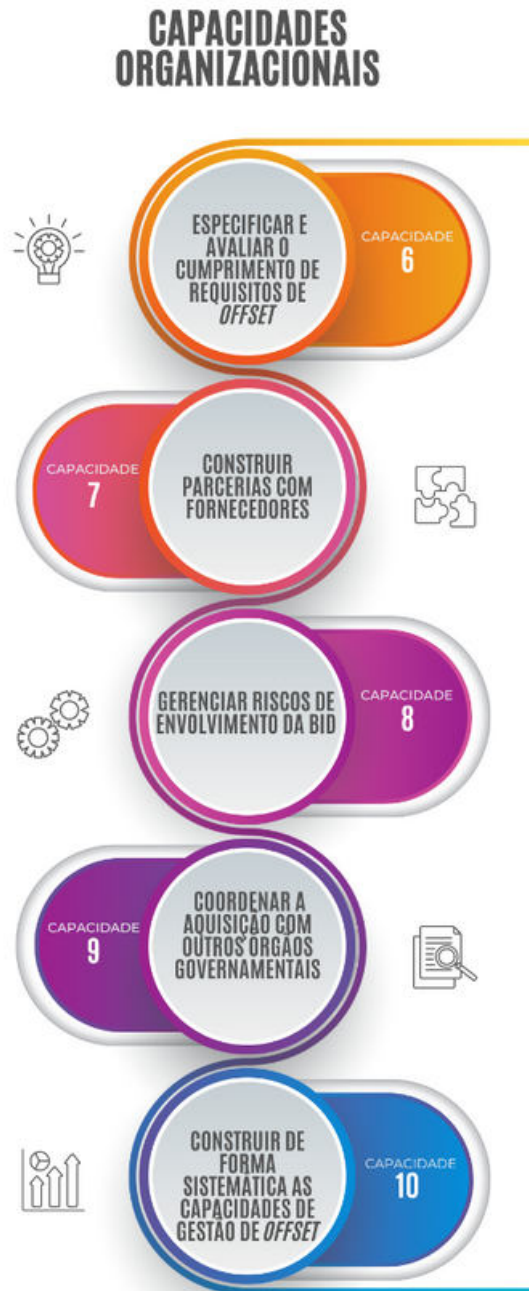 CAPACIDADES
ORGANIZACIONAIS
ESPECIFICAR E
AVALIAR O
CUMPRIMENTO DE
REQUISITOS DE
OFFSET
CAPACIDADE
6
CAPACIDADE
7
CONSTRUIR
PARCERIAS COM
FORNECEDORES
GERENCIAR RISCOS DE
ENVOLVIMENTO DA BID
CAPACIDADE
8
CAPACIDADE
9
COORDENAR A
AQUISIÇÃO COM
OUTROS ÓRGÃOS
GOVERNAMENTAIS
CONSTRUIR DE
FORMA
SISTEMÁTICA AS
CAPACIDADES DE
GESTÃO DE OFFSET
CAPACIDADE
10